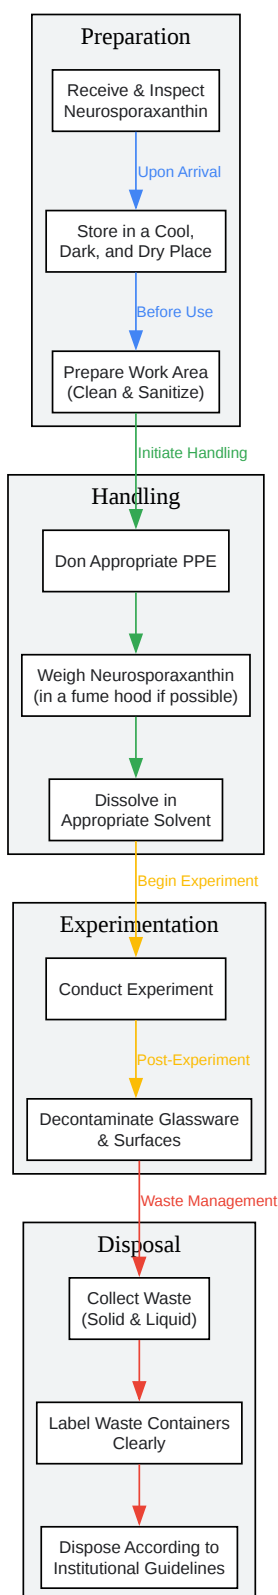 Preparation
Receive & Inspect
Neurosporaxanthin
Upon Arrival
Store in a Cool,
Dark, and Dry Place
Before Use
Prepare Work Area
(Clean & Sanitize)
Initiate Handling
Handling
Don Appropriate PPE
Weigh Neurosporaxanthin
(in a fume hood if possible)
Dissolve in
Appropriate Solvent
Begin Experiment
Experimentation
Conduct Experiment
Post-Experiment
Decontaminate Glassware
& Surfaces
Waste Management
Disposal
Collect Waste
(Solid & Liquid)
Label Waste Containers
Clearly
Dispose According to
Institutional Guidelines